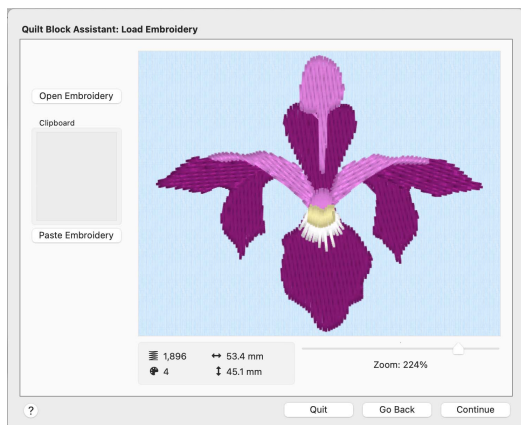 Quilt Block Assistant: Load Embroidery
Open Embroidery
Clipboard
Paste Embroidery
1,896 ↔ 53.4 mm
4 ↕ 45.1 mm
Zoom: 224%
? Quit Go Back Continue